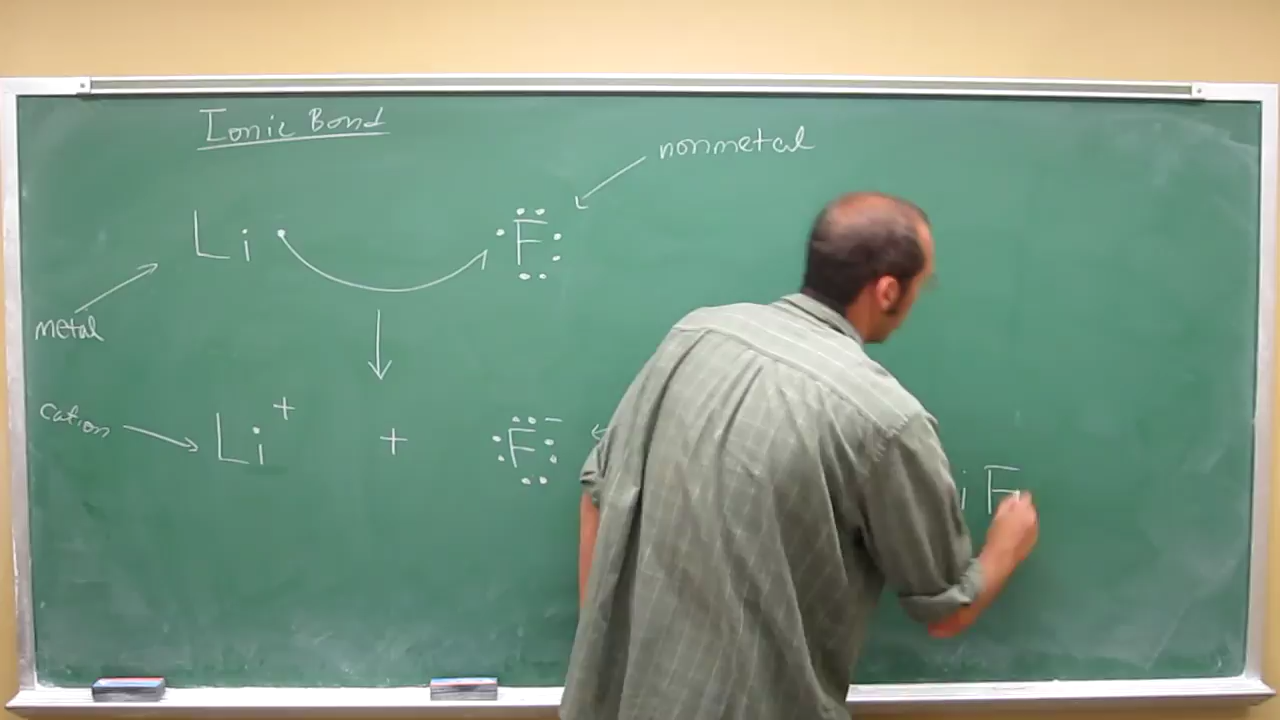 Ionic Bond
nonmetal
Li F
metal
cation
Li+ + F-
i F